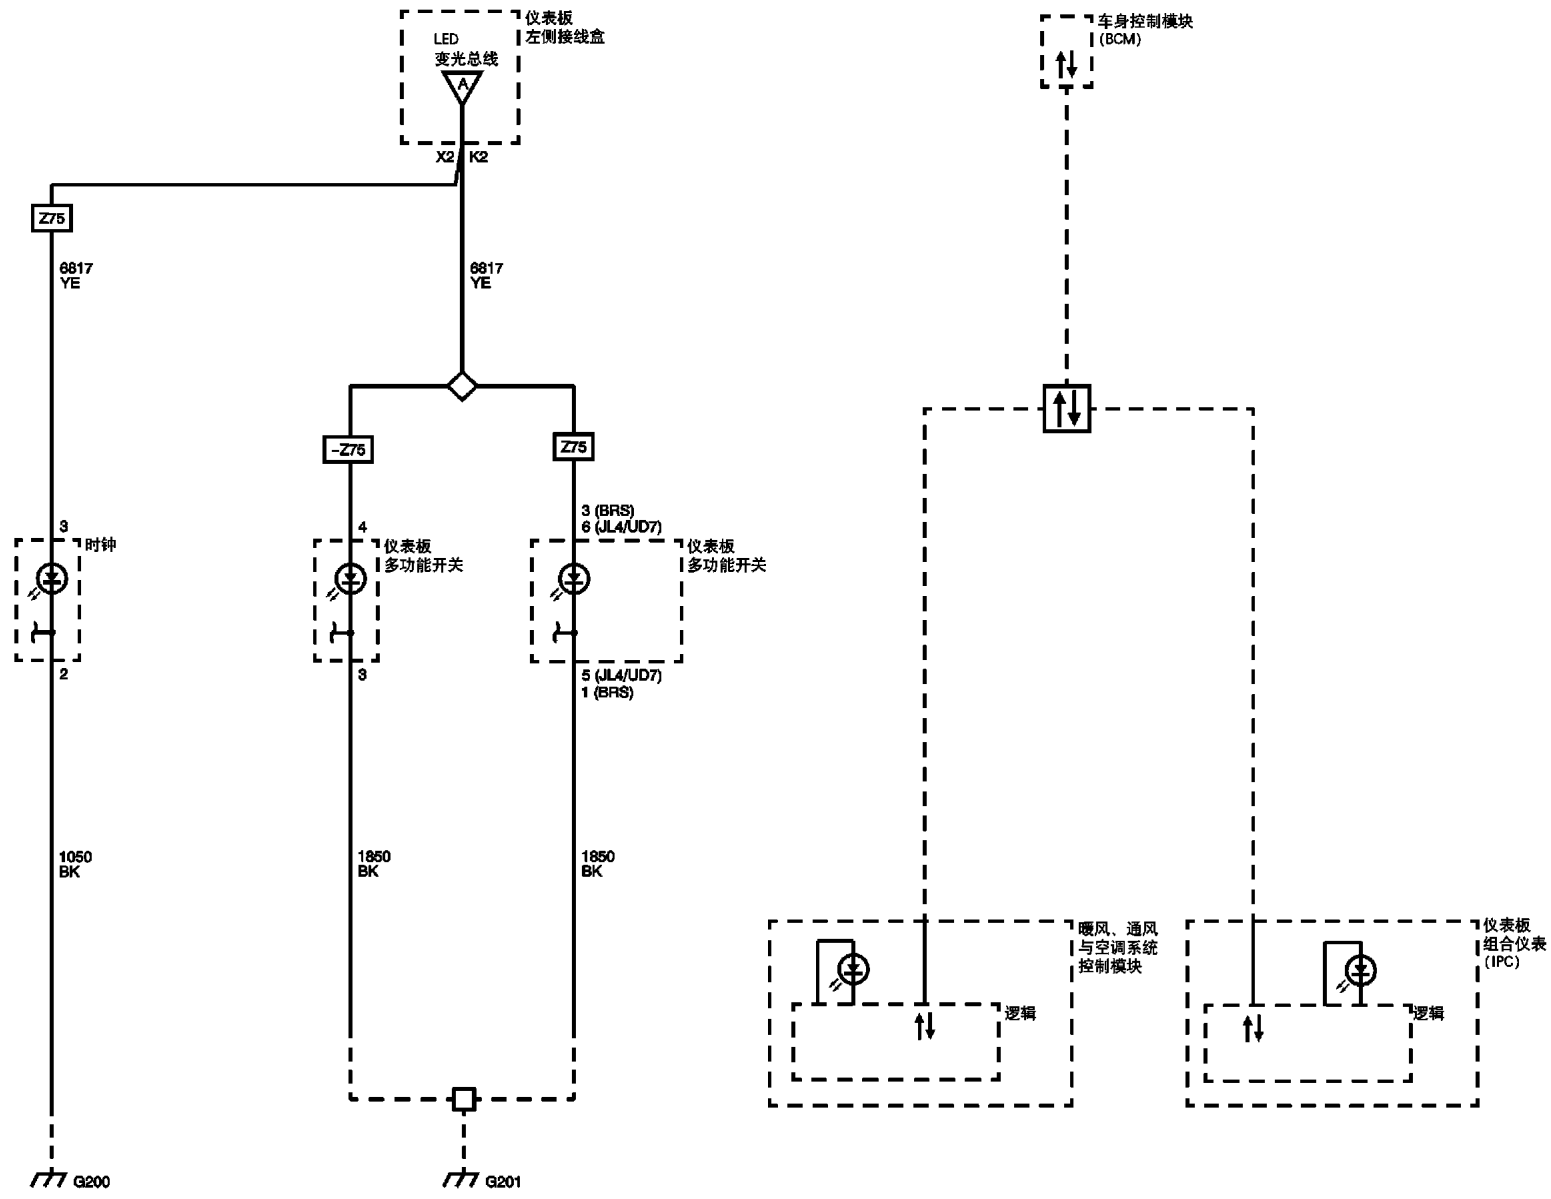 仪表板
左侧接线盒
LED
变光总线
A
X2 K2
车身控制模块
(BCM)
Z75
6817
YE
6817
YE
-Z75
Z75
3
时钟
2
4
仪表板
多功能开关
3
3 (BRS)
6 (JL4/UD7)
仪表板
多功能开关
5 (JL4/UD7)
1 (BRS)
1050
BK
1850
BK
1850
BK
暖风、通风
与空调系统
控制模块
逻辑
仪表板
组合仪表
(IPC)
逻辑
G200
G201